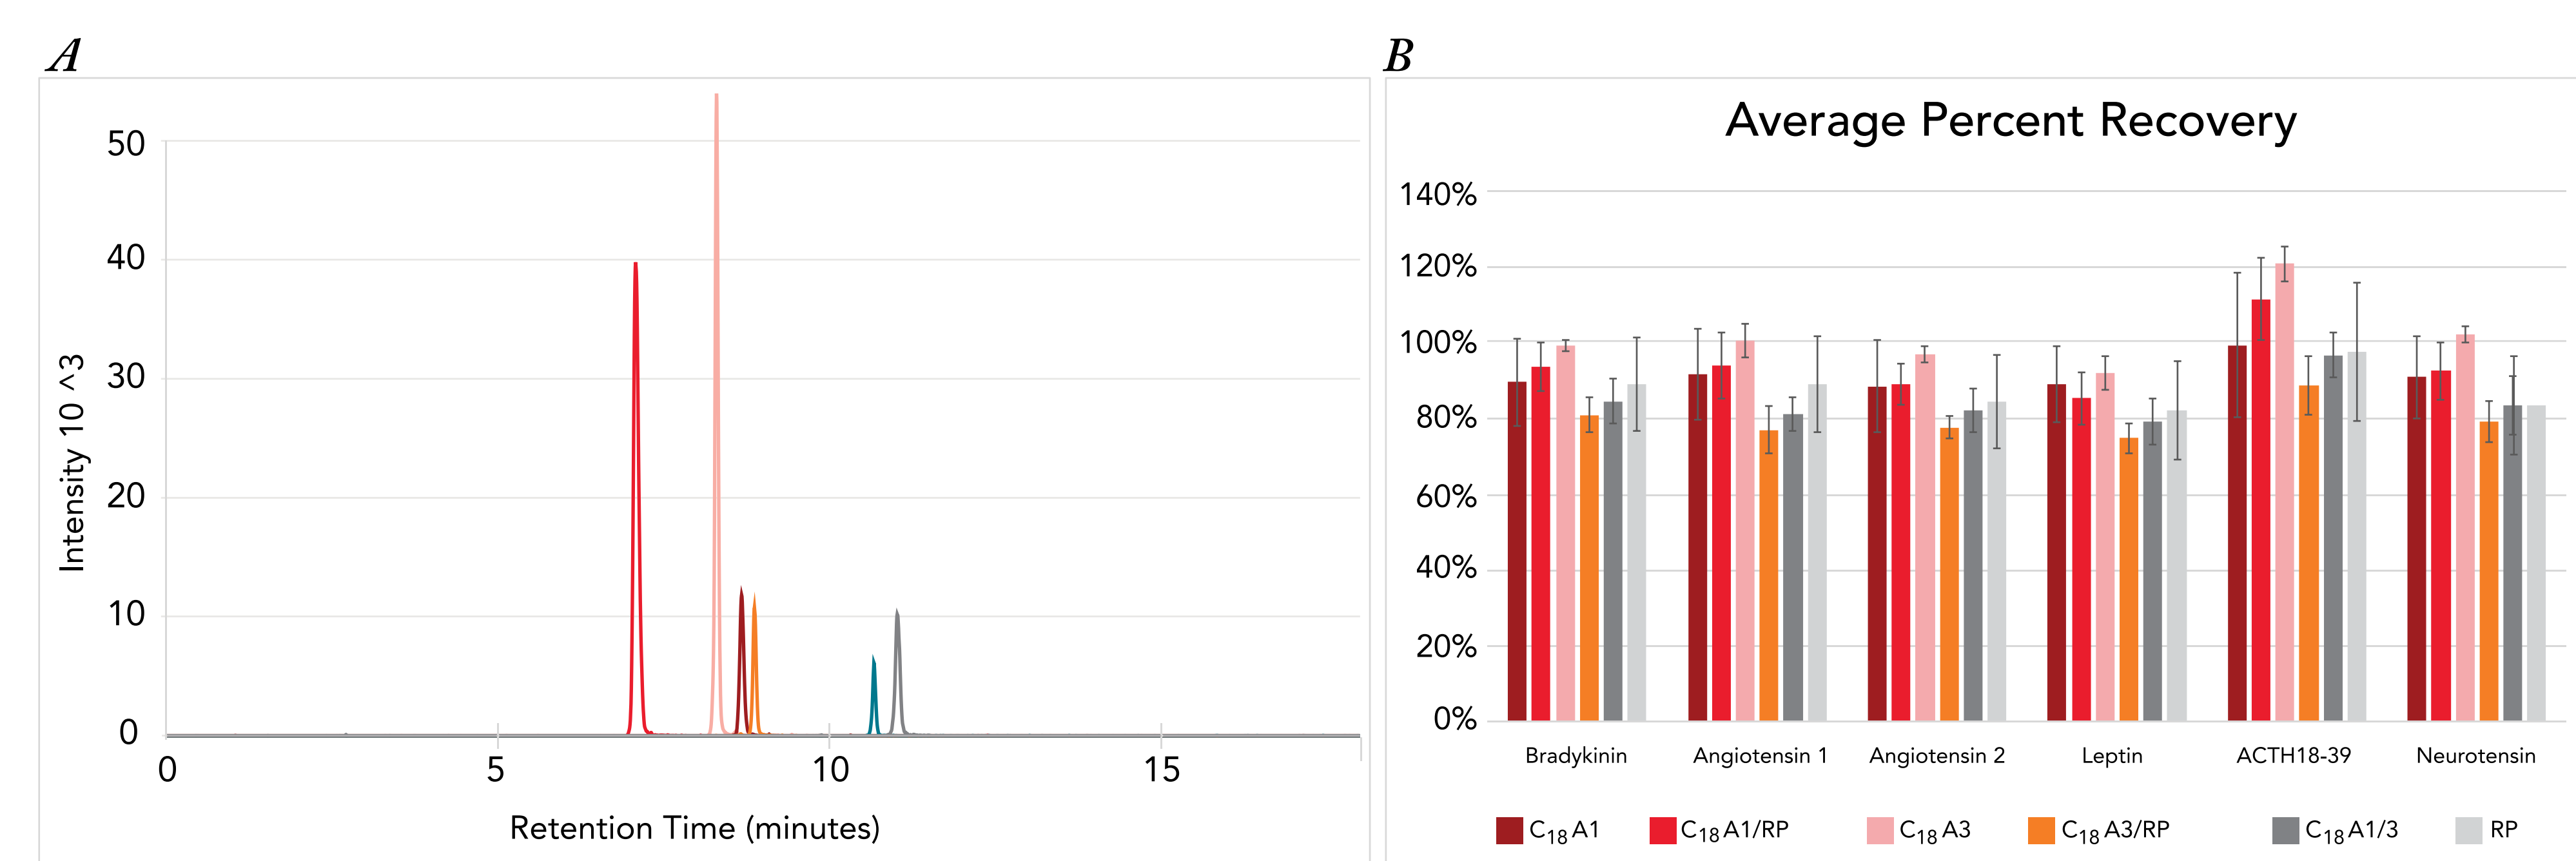 A
50
40
30
20
10
0
Intensity 10 ^3
0 5 10 15
Retention Time (minutes)
B
Average Percent Recovery
140%
120%
100%
80%
60%
40%
20%
0%
Bradykinin Angiotensin 1 Angiotensin 2 Leptin ACTH18-39 Neurotensin
C18 A1 C18 A1/RP C18 A3 C18 A3/RP C18 A1/3 RP